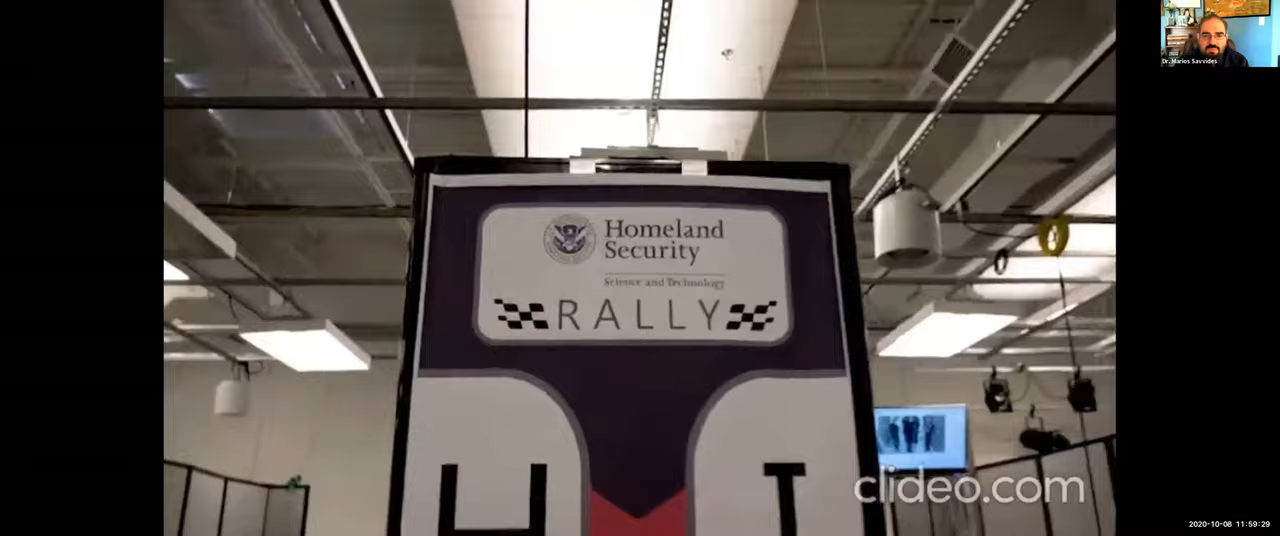 Dr. Marios Savvides
Homeland
Security
Science and Technology
RALLY
clideo.com
2020-10-08 11:59:29